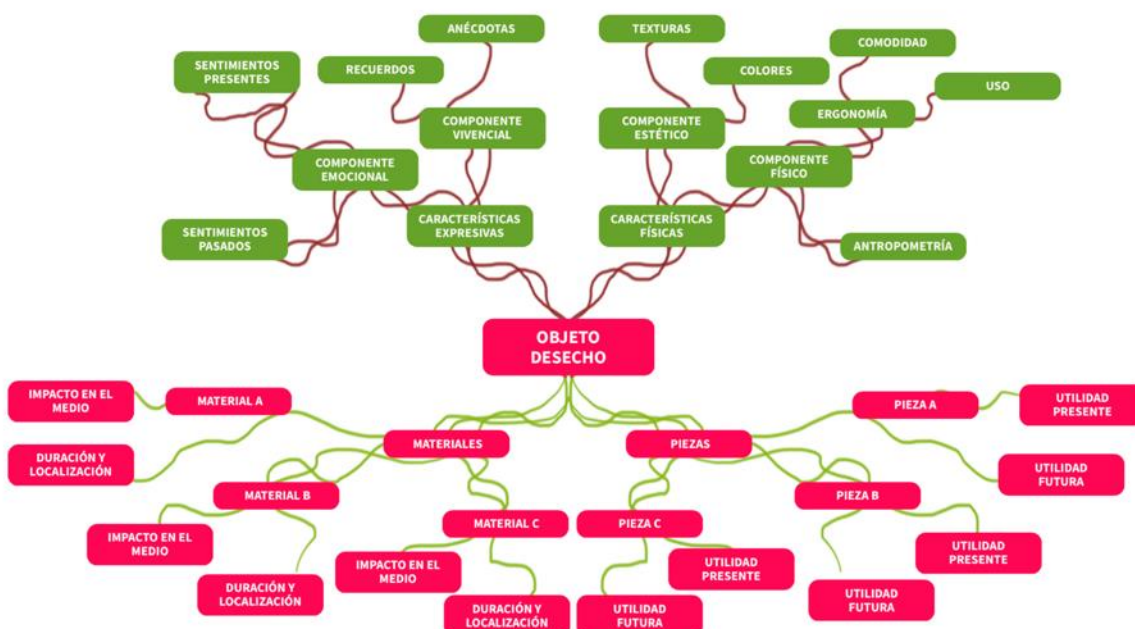 ANÉCDOTAS
TEXTURAS
COMODIDAD
SENTIMIENTOS
PRESENTES
RECUERDOS
COLORES
USO
ERGONOMÍA
COMPONENTE
VIVENCIAL
COMPONENTE
ESTÉTICO
COMPONENTE
EMOCIONAL
COMPONENTE
FÍSICO
CARACTERÍSTICAS
EXPRESIVAS
CARACTERÍSTICAS
FÍSICAS
SENTIMIENTOS
PASADOS
ANTROPOMETRÍA
OBJETO
DESECHO
IMPACTO EN EL
MEDIO
MATERIAL A
PIEZA A
UTILIDAD
PRESENTE
MATERIALES
PIEZAS
DURACIÓN Y
LOCALIZACIÓN
UTILIDAD
FUTURA
MATERIAL B
PIEZA B
MATERIAL C
PIEZA C
IMPACTO EN EL
MEDIO
UTILIDAD
PRESENTE
IMPACTO EN EL
MEDIO
UTILIDAD
PRESENTE
DURACIÓN Y
LOCALIZACIÓN
UTILIDAD
FUTURA
DURACIÓN Y
LOCALIZACIÓN
UTILIDAD
FUTURA